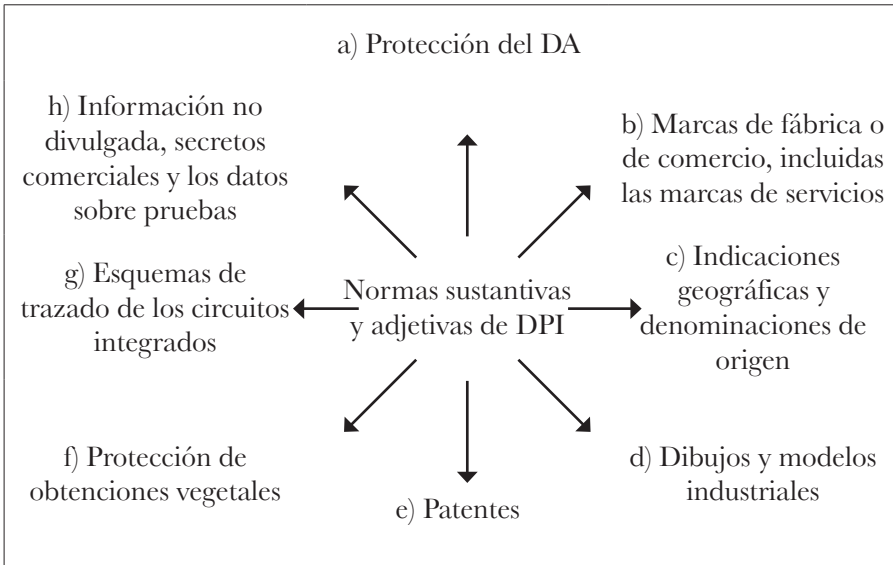 a) Protección del DA
h) Información no
divulgada, secretos
comerciales y los datos
sobre pruebas
b) Marcas de fábrica o
de comercio, incluidas
las marcas de servicios
g) Esquemas de
trazado de los circuitos
integrados
Normas sustantivas
y adjetivas de DPI
c) Indicaciones
geográficas y
denominaciones de
origen
f) Protección de
obtenciones vegetales
e) Patentes
d) Dibujos y modelos
industriales